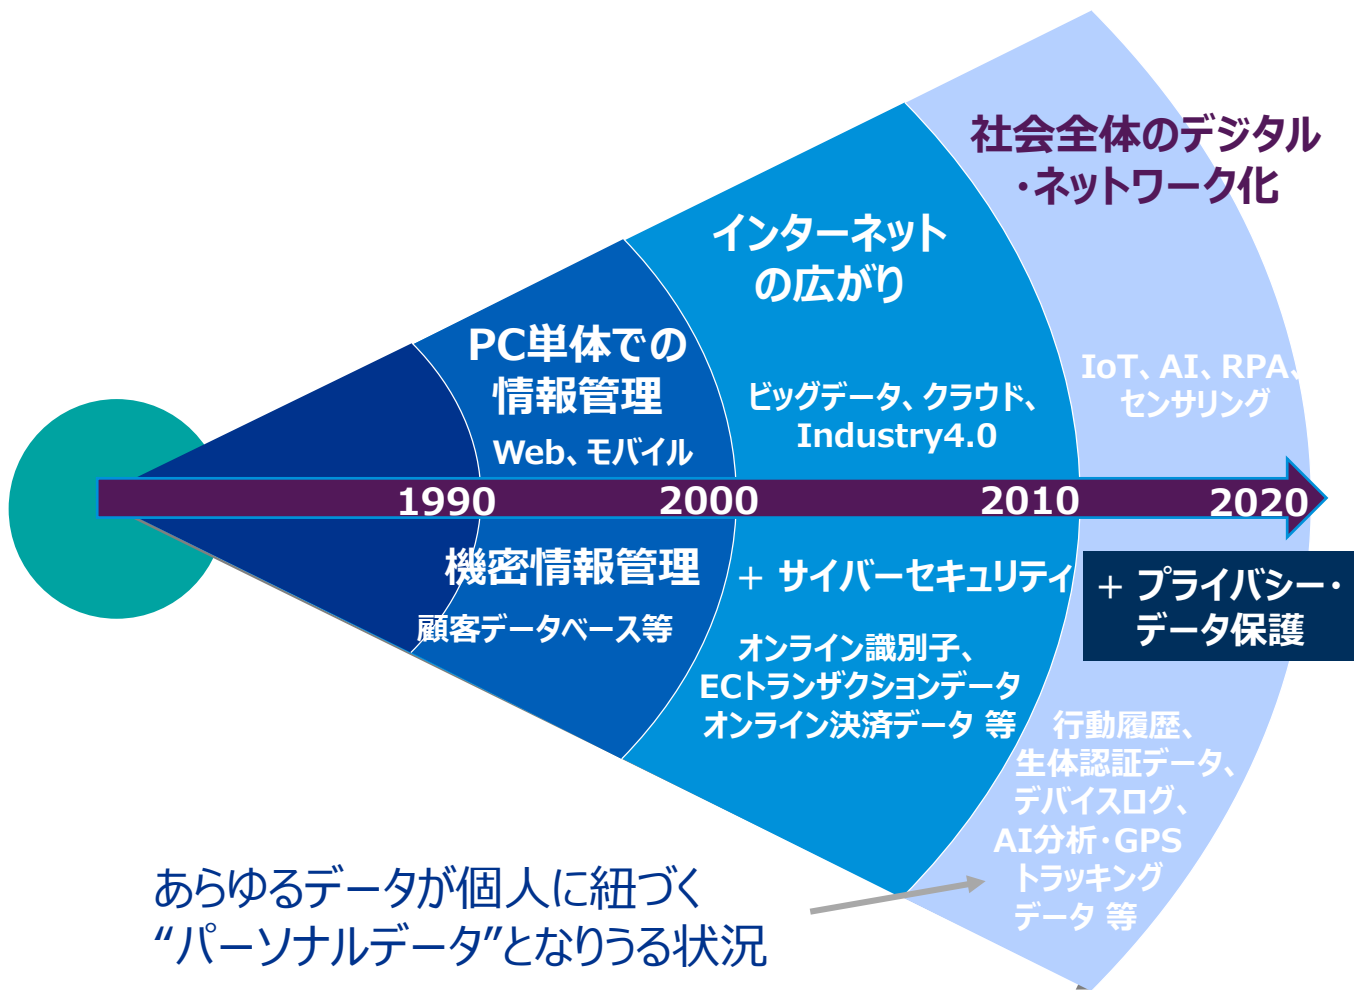 社会全体のデジタル
・ネットワーク化
インターネット
の広がり
PC単体での
情報管理
IoT、AI、RPA、
センサリング
ビッグデータ、クラウド、
Industry4.0
Web、モバイル
1990
2000
2010
2020
機密情報管理
顧客データベース等
+ サイバーセキュリティ
オンライン識別子、
ECトランザクションデータ
オンライン決済データ 等
+ プライバシー・
データ保護
行動履歴、
生体認証データ、
デバイスログ、
AI分析・GPS
トラッキング
データ 等
あらゆるデータが個人に紐づく
“パーソナルデータ”となりうる状況